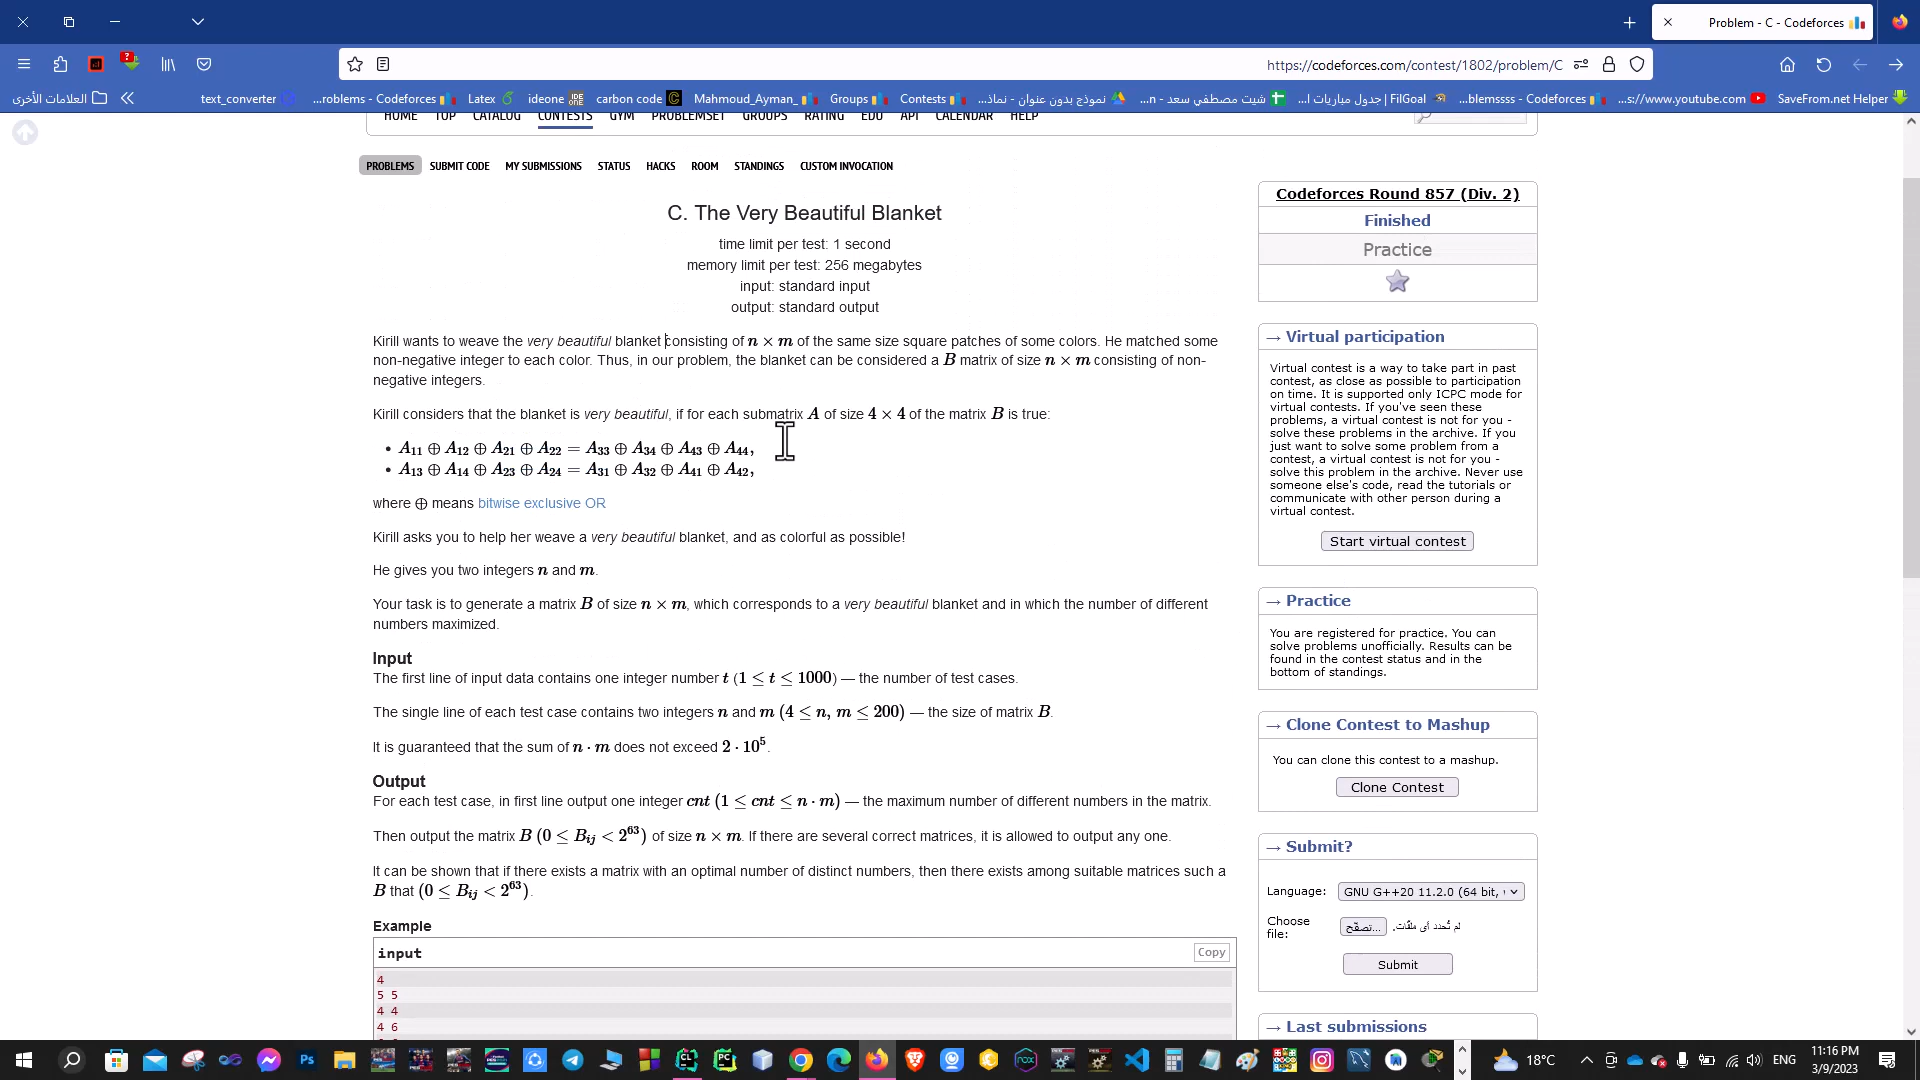 Problem - C - Codeforces
https://codeforces.com/contest/1802/problem/C
العلامات الأخرى
text_converter
...roblems - Codeforces
Latex
ideone
carbon code
Mahmoud_Ayman_
Groups
Contests
نموذج بدون عنوان - نماذ...
شيت مصطفي سعد - n...
جدول مباريات ا... | FilGoal
...blemssss - Codeforces
...s://www.youtube.com
SaveFrom.net Helper
HOME TOP CATALOG CONTESTS GYM PROBLEMSET GROUPS RATING EDU API CALENDAR HELP
PROBLEMS SUBMIT CODE MY SUBMISSIONS STATUS HACKS ROOM STANDINGS CUSTOM INVOCATION
C. The Very Beautiful Blanket
time limit per test: 1 second
memory limit per test: 256 megabytes
input: standard input
output: standard output
Kirill wants to weave the very beautiful blanket consisting of n × m of the same size square patches of some colors. He matched some
non-negative integer to each color. Thus, in our problem, the blanket can be considered a B matrix of size n × m consisting of non-
negative integers.
Kirill considers that the blanket is very beautiful, if for each submatrix A of size 4 × 4 of the matrix B is true:
• A₁₁ ⊕ A₁₂ ⊕ A₂₁ ⊕ A₂₂ = A₃₃ ⊕ A₃₄ ⊕ A₄₃ ⊕ A₄₄,
• A₁₃ ⊕ A₁₄ ⊕ A₂₃ ⊕ A₂₄ = A₃₁ ⊕ A₃₂ ⊕ A₄₁ ⊕ A₄₂,
where ⊕ means bitwise exclusive OR
Kirill asks you to help her weave a very beautiful blanket, and as colorful as possible!
He gives you two integers n and m.
Your task is to generate a matrix B of size n × m, which corresponds to a very beautiful blanket and in which the number of different
numbers maximized.
Input
The first line of input data contains one integer number t (1 ≤ t ≤ 1000) — the number of test cases.
The single line of each test case contains two integers n and m (4 ≤ n, m ≤ 200) — the size of matrix B.
It is guaranteed that the sum of n · m does not exceed 2 · 10⁵.
Output
For each test case, in first line output one integer cnt (1 ≤ cnt ≤ n · m) — the maximum number of different numbers in the matrix.
Then output the matrix B (0 ≤ Bᵢⱼ < 2⁶³) of size n × m. If there are several correct matrices, it is allowed to output any one.
It can be shown that if there exists a matrix with an optimal number of distinct numbers, then there exists among suitable matrices such a
B that (0 ≤ Bᵢⱼ < 2⁶³).
Example
input
Copy
4
5 5
4 4
4 6
Codeforces Round 857 (Div. 2)
Finished
Practice
→ Virtual participation
Virtual contest is a way to take part in past
contest, as close as possible to participation
on time. It is supported only ICPC mode for
virtual contests. If you've seen these
problems, a virtual contest is not for you -
solve these problems in the archive. If you
just want to solve some problem from a
contest, a virtual contest is not for you -
solve this problem in the archive. Never use
someone else's code, read the tutorials or
communicate with other person during a
virtual contest.
Start virtual contest
→ Practice
You are registered for practice. You can
solve problems unofficially. Results can be
found in the contest status and in the
bottom of standings.
→ Clone Contest to Mashup
You can clone this contest to a mashup.
Clone Contest
→ Submit?
Language:
GNU G++20 11.2.0 (64 bit,
Choose
file:
تصفّح...
لم تُحدد أي ملفّات.
Submit
→ Last submissions
18°C
ENG
11:16 PM
3/9/2023